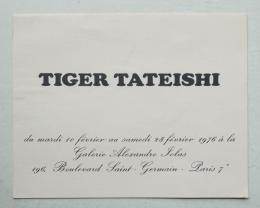 TIGER TATEISHI
du mardi 10 février au samedi 28 février 1976 à la
Galerie Alexandre Iolas
196, Boulevard Saint-Germain - Paris 7e